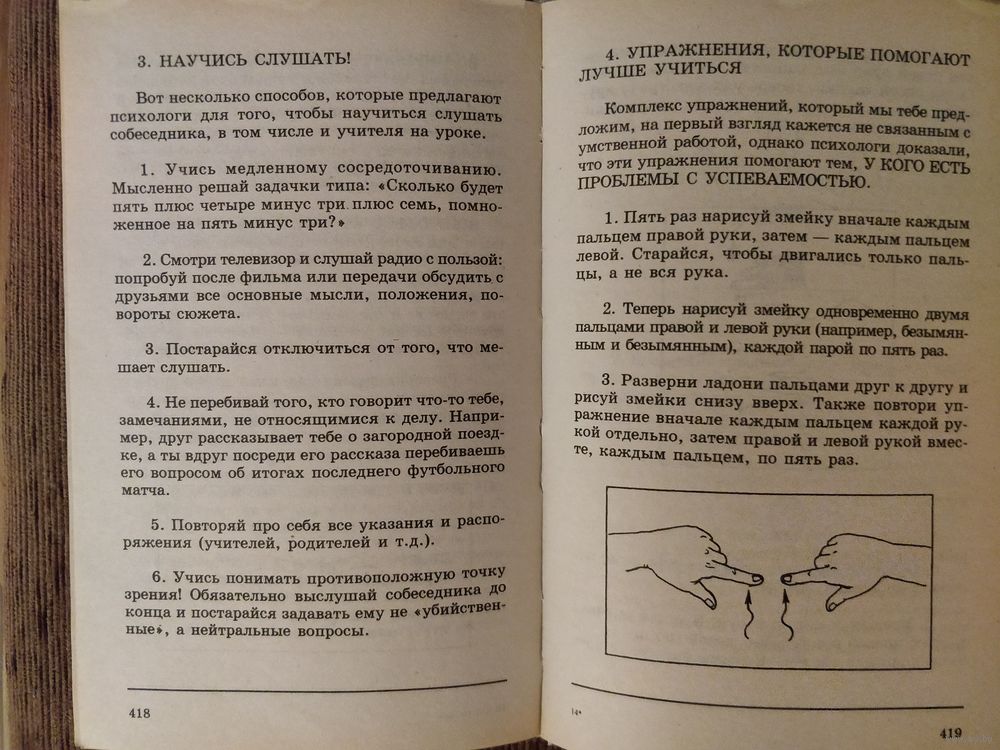 3. НАУЧИСЬ СЛУШАТЬ!
Вот несколько способов, которые предлагают
психологи для того, чтобы научиться слушать
собеседника, в том числе и учителя на уроке.
1. Учись медленному сосредоточиванию.
Мысленно решай задачки типа: «Сколько будет
пять плюс четыре минус три плюс семь, помно-
женное на пять минус три?»
2. Смотри телевизор и слушай радио с пользой:
попробуй после фильма или передачи обсудить с
друзьями все основные мысли, положения, по-
вороты сюжета.
3. Постарайся отключиться от того, что ме-
шает слушать.
4. Не перебивай того, кто говорит что-то тебе,
замечаниями, не относящимися к делу. Напри-
мер, друг рассказывает тебе о загородной поезд-
ке, а ты вдруг посреди его рассказа перебиваешь
его вопросом об итогах последнего футбольного
матча.
5. Повторяй про себя все указания и распо-
ряжения (учителей, родителей и т.д.).
6. Учись понимать противоположную точку
зрения! Обязательно выслушай собеседника до
конца и постарайся задавать ему не «убийствен-
ные», а нейтральные вопросы.
418
4. УПРАЖНЕНИЯ, КОТОРЫЕ ПОМОГАЮТ
ЛУЧШЕ УЧИТЬСЯ
Комплекс упражнений, который мы тебе пред-
ложим, на первый взгляд кажется не связанным с
умственной работой, однако психологи доказали,
что эти упражнения помогают тем, У КОГО ЕСТЬ
ПРОБЛЕМЫ С УСПЕВАЕМОСТЬЮ.
1. Пять раз нарисуй змейку вначале каждым
пальцем правой руки, затем — каждым пальцем
левой. Старайся, чтобы двигались только паль-
цы, а не вся рука.
2. Теперь нарисуй змейку одновременно двумя
пальцами правой и левой руки (например, безымян-
ным и безымянным), каждой парой по пять раз.
3. Разверни ладони пальцами друг к другу и
рисуй змейки снизу вверх. Также повтори уп-
ражнение вначале каждым пальцем каждой ру-
кой отдельно, затем правой и левой рукой вмес-
те, каждым пальцем, по пять раз.
14*
419